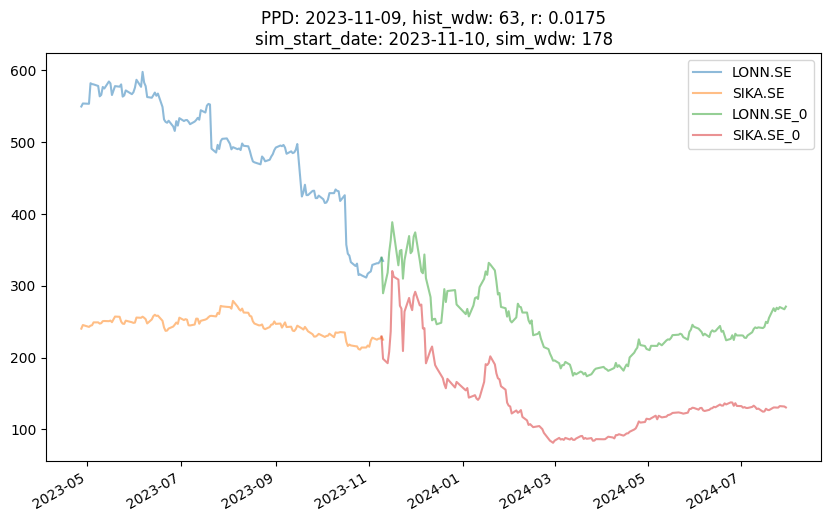 PPD: 2023-11-09, hist_wdw: 63, r: 0.0175
sim_start_date: 2023-11-10, sim_wdw: 178
LONN.SE
SIKA.SE
LONN.SE_0
SIKA.SE_0
600
500
400
300
200
100
2023-05
2023-07
2023-09
2023-11
2024-01
2024-03
2024-05
2024-07